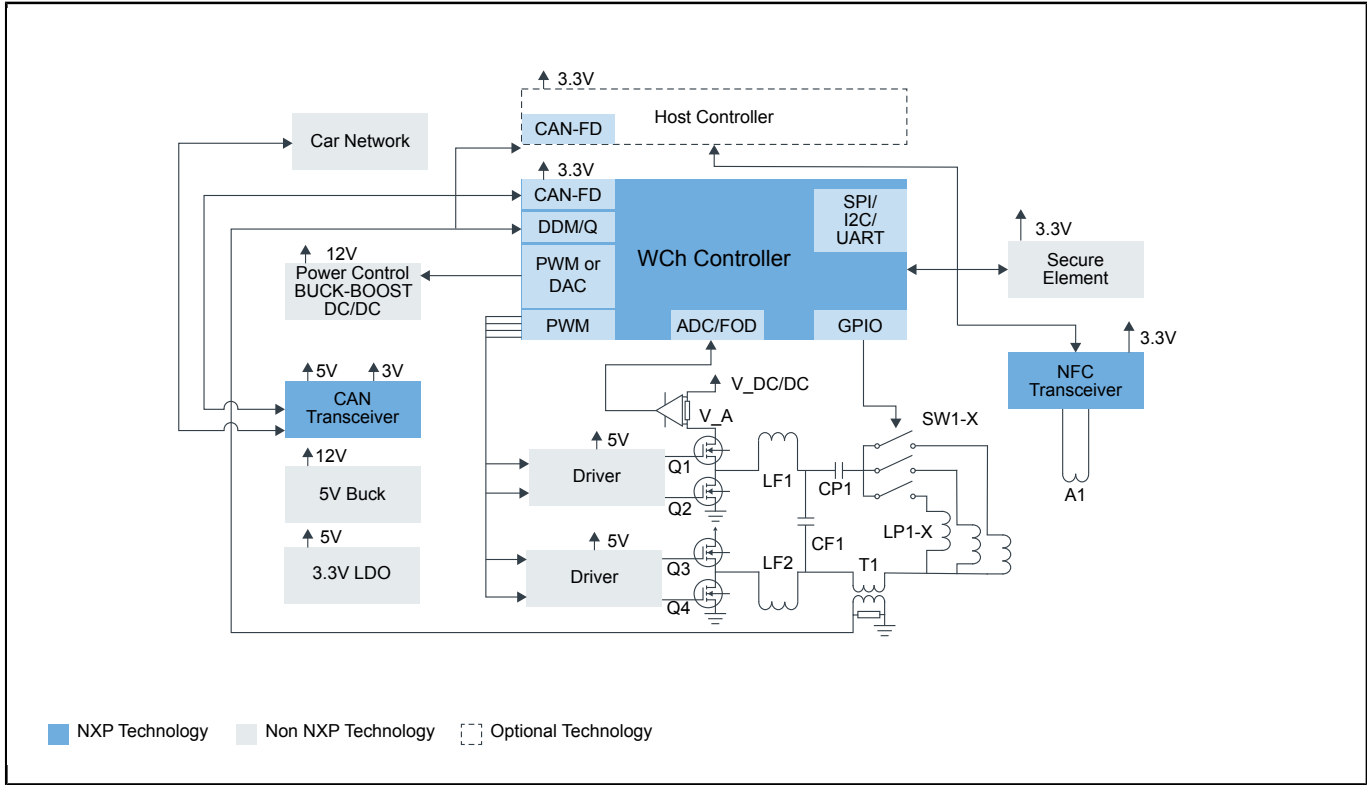 3.3V
Host Controller
CAN-FD
Car Network
3.3V
CAN-FD
DDM/Q
PWM or
DAC
PWM
WCh Controller
SPI/
I2C/
UART
ADC/FOD
GPIO
12V
Power Control
BUCK-BOOST
DC/DC
3.3V
Secure
Element
3.3V
NFC
Transceiver
A1
5V
3V
CAN
Transceiver
12V
5V Buck
5V
3.3V LDO
V_DC/DC
V_A
5V
Driver
Q1
Q2
LF1
CP1
SW1-X
LP1-X
CF1
5V
Driver
Q3
Q4
LF2
T1
NXP Technology
Non NXP Technology
Optional Technology